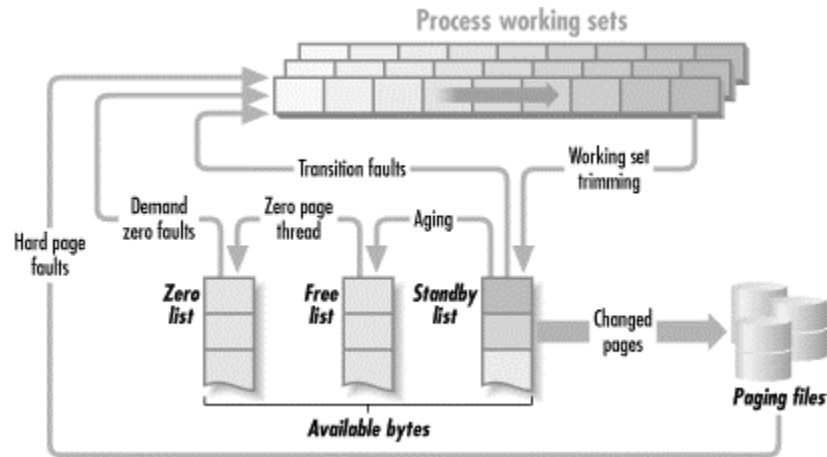 Process working sets
Transition faults
Working set
trimming
Demand
zero faults
Zero page
thread
Aging
Hard page
faults
Zero
list
Free
list
Standby
list
Changed
pages
Paging files
Available bytes